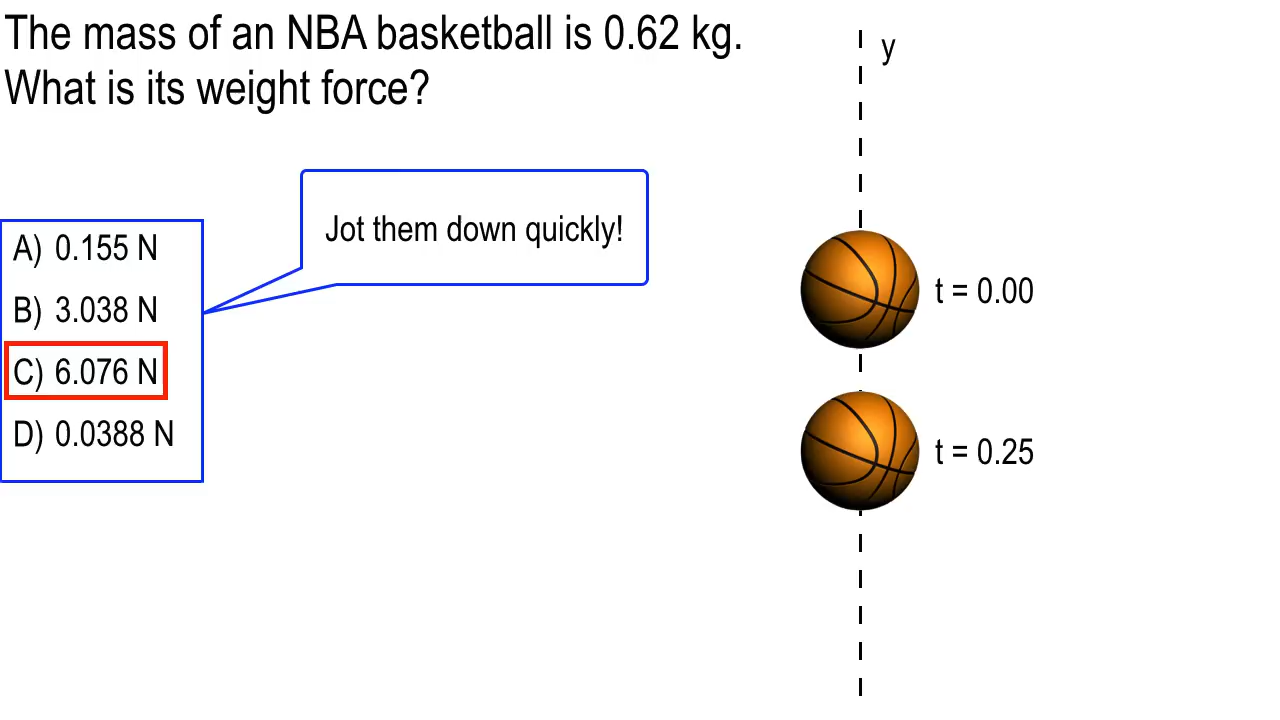 The mass of an NBA basketball is 0.62 kg.
What is its weight force?
y
Jot them down quickly!
A) 0.155 N
B) 3.038 N
C) 6.076 N
D) 0.0388 N
t = 0.00
t = 0.25